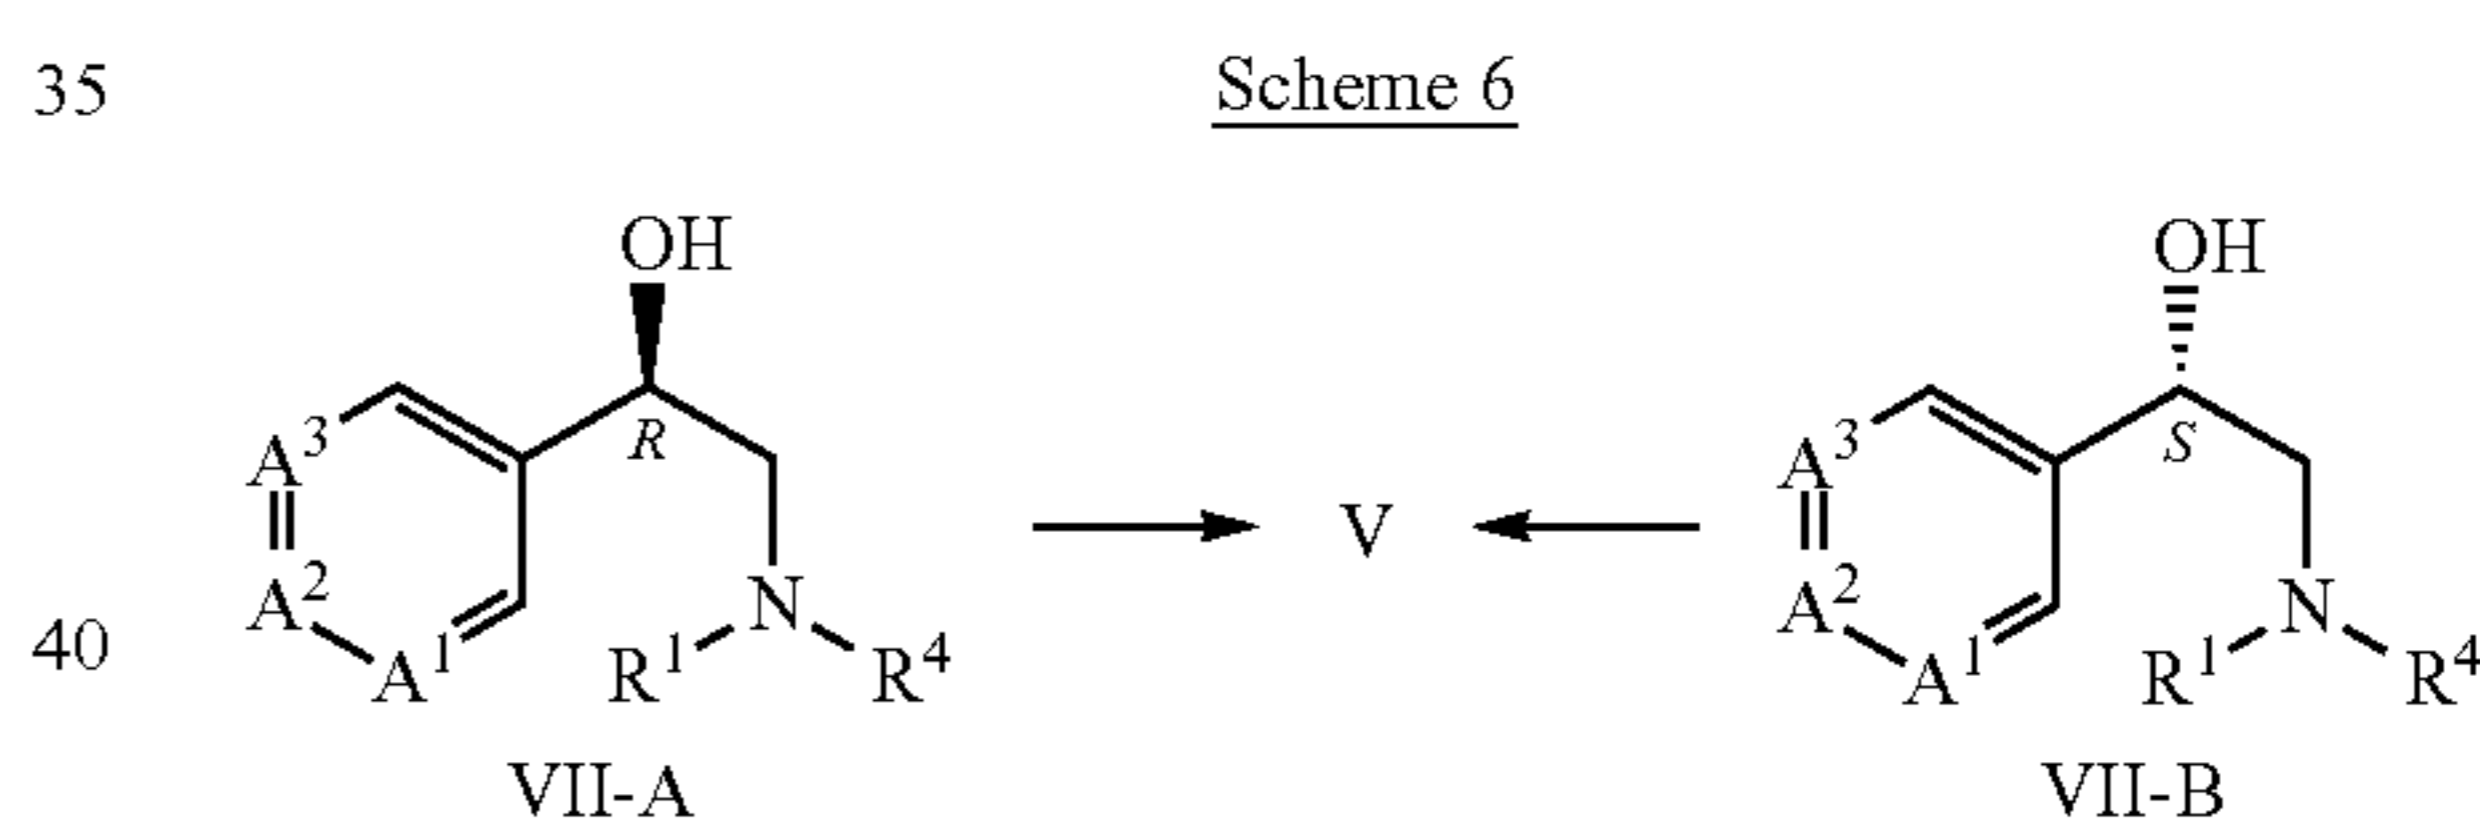 35 Scheme 6
OH OH
R S
A³ A³
V
A² N A² N
40 A¹ R¹ R⁴ A¹ R¹ R⁴
VII-A VII-B